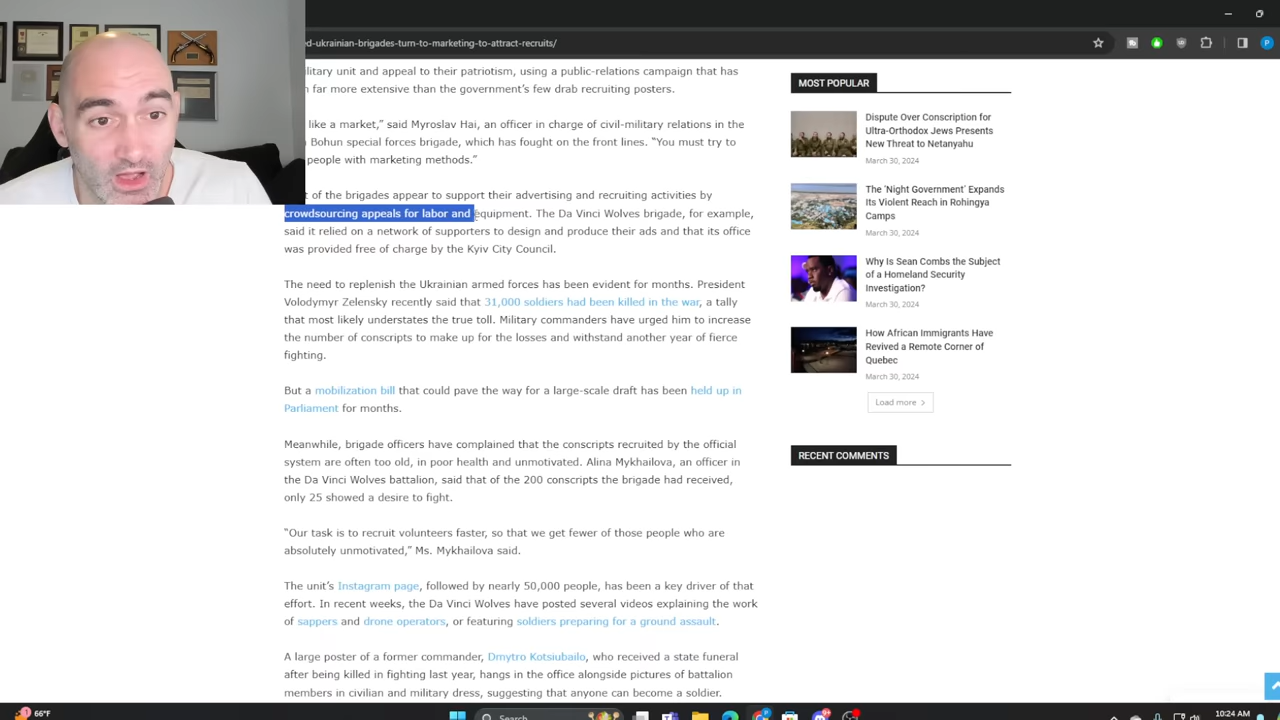 ed-ukrainian-brigades-turn-to-marketing-to-attract-recruits/
military unit and appeal to their patriotism, using a public-relations campaign that has
far more extensive than the government's few drab recruiting posters.
like a market,” said Myroslav Hai, an officer in charge of civil-military relations in the
Bohun special forces brigade, which has fought on the front lines. “You must try to
people with marketing methods.”
of the brigades appear to support their advertising and recruiting activities by
crowdsourcing appeals for labor and equipment. The Da Vinci Wolves brigade, for example,
said it relied on a network of supporters to design and produce their ads and that its office
was provided free of charge by the Kyiv City Council.
The need to replenish the Ukrainian armed forces has been evident for months. President
Volodymyr Zelensky recently said that 31,000 soldiers had been killed in the war, a tally
that most likely understates the true toll. Military commanders have urged him to increase
the number of conscripts to make up for the losses and withstand another year of fierce
fighting.
But a mobilization bill that could pave the way for a large-scale draft has been held up in
Parliament for months.
Meanwhile, brigade officers have complained that the conscripts recruited by the official
system are often too old, in poor health and unmotivated. Alina Mykhailova, an officer in
the Da Vinci Wolves battalion, said that of the 200 conscripts the brigade had received,
only 25 showed a desire to fight.
“Our task is to recruit volunteers faster, so that we get fewer of those people who are
absolutely unmotivated,” Ms. Mykhailova said.
The unit's Instagram page, followed by nearly 50,000 people, has been a key driver of that
effort. In recent weeks, the Da Vinci Wolves have posted several videos explaining the work
of sappers and drone operators, or featuring soldiers preparing for a ground assault.
A large poster of a former commander, Dmytro Kotsiubailo, who received a state funeral
after being killed in fighting last year, hangs in the office alongside pictures of battalion
members in civilian and military dress, suggesting that anyone can become a soldier.
MOST POPULAR
Dispute Over Conscription for
Ultra-Orthodox Jews Presents
New Threat to Netanyahu
March 30, 2024
The ‘Night Government’ Expands
Its Violent Reach in Rohingya
Camps
March 30, 2024
Why Is Sean Combs the Subject
of a Homeland Security
Investigation?
March 30, 2024
How African Immigrants Have
Revived a Remote Corner of
Quebec
March 30, 2024
Load more
RECENT COMMENTS
66°F
Search
10:24 AM